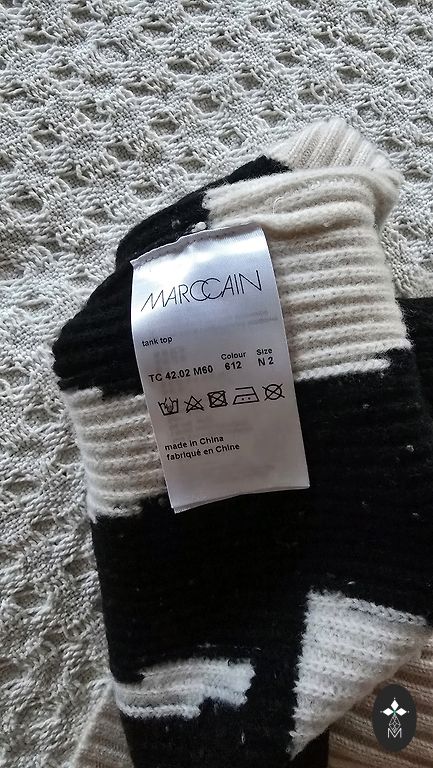 MARCCAIN
tank top
Colour Size
TC 42.02 M60 612 N 2
made in China
fabriqué en Chine
M